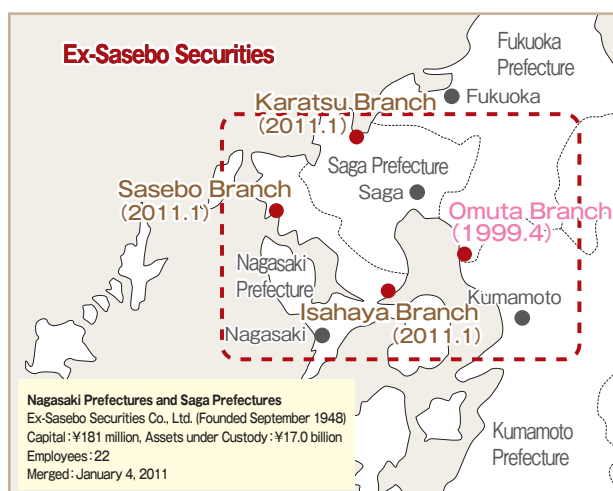 Ex-Sasebo Securities
Fukuoka
Prefecture
Fukuoka
Karatsu Branch
(2011.1)
Saga Prefecture
Saga
Sasebo Branch
(2011.1)
Omuta Branch
(1999.4)
Nagasaki
Prefecture
Isahaya Branch
(2011.1)
Kumamoto
Nagasaki
Kumamoto
Prefecture
Nagasaki Prefectures and Saga Prefectures
Ex-Sasebo Securities Co., Ltd. (Founded September 1948)
Capital:¥181 million, Assets under Custody:¥17.0 billion
Employees:22
Merged:January 4, 2011